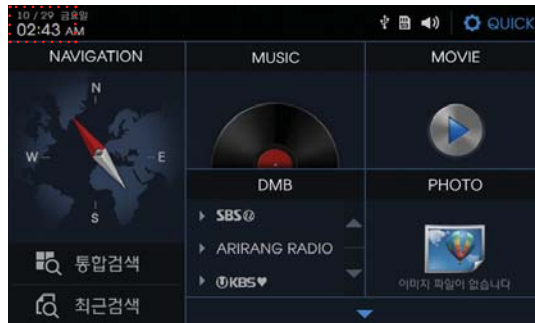 10 / 29 금요일
02:43 AM
QUICK
NAVIGATION
MUSIC
MOVIE
N
W
E
S
DMB
PHOTO
SBS ⓤ
ARIRANG RADIO
ⓤKBS♥
이미지 파일이 없습니다
통합검색
최근검색